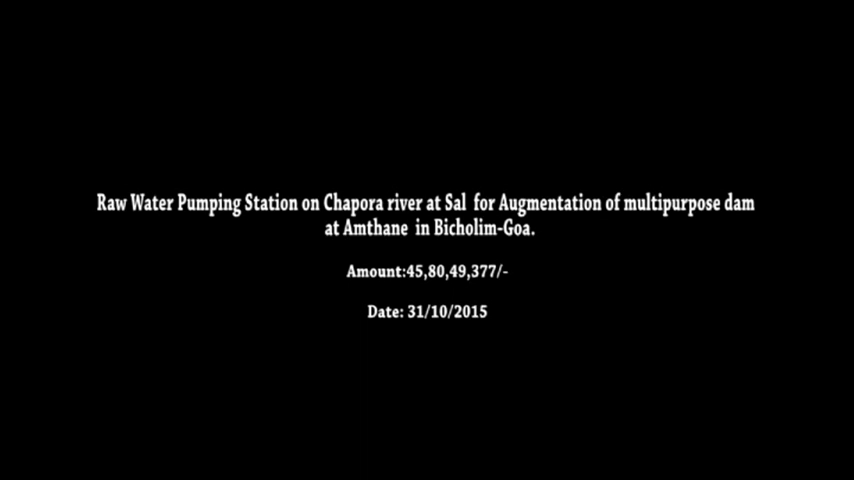 Raw Water Pumping Station on Chapora river at Sal for Augmentation of multipurpose dam
at Amthane in Bicholim-Goa.
Amount:45,80,49,377/-
Date: 31/10/2015